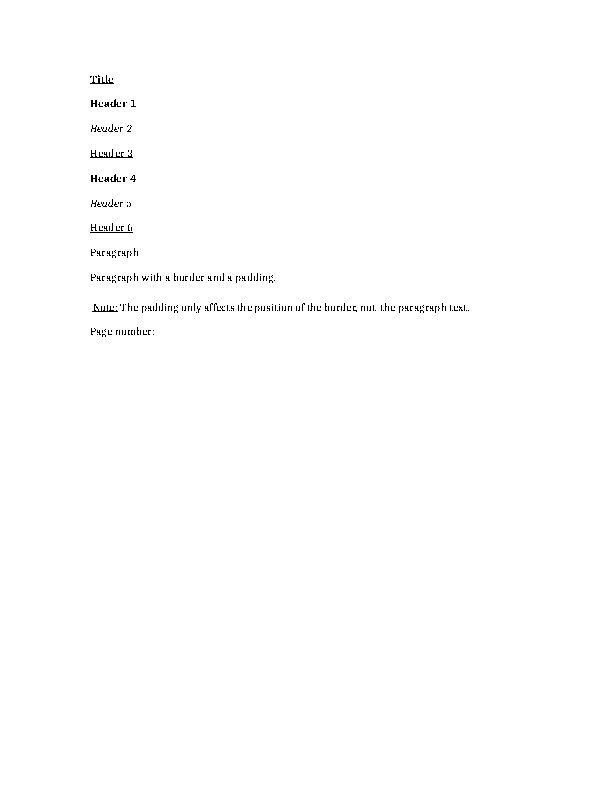 Title
Header 1
Header 2
Header 3
Header 4
Header 5
Header 6
Paragraph
Paragraph with a border and a padding.
Note: The padding only affects the position of the border, not the paragraph text.
Page number: